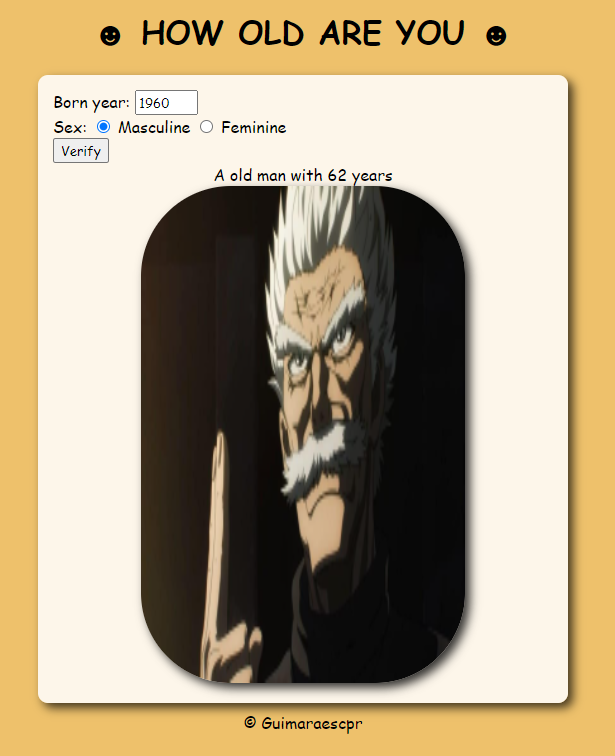 ☻ HOW OLD ARE YOU ☻
Born year: 1960
Sex: Masculine Feminine
Verify
A old man with 62 years
© Guimaraescpr